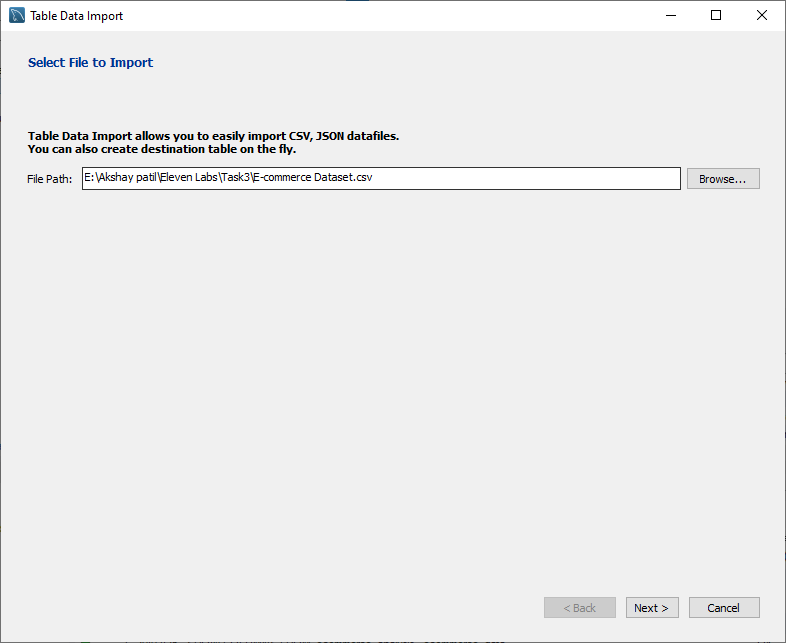 Table Data Import
Select File to Import
Table Data Import allows you to easily import CSV, JSON datafiles.
You can also create destination table on the fly.
File Path: E:\Akshay patil\Eleven Labs\Task3\E-commerce Dataset.csv Browse...
< Back Next > Cancel